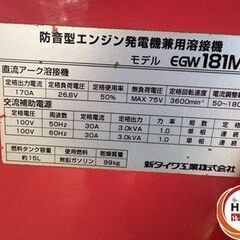 防音型エンジン発電機兼用溶接機
モデル EGW181M
直流アーク溶接機
定格出力電流 定格負荷電圧 定格使用率 無負荷電圧 定格回転速度 電流調整範
170A 26.8V 50% MAX 75V 3600min⁻¹ 50~180
交流補助電源
定格電圧 定格周波数 定格電流 定格出力
100V 50Hz 30A 3.0kVA 1.0
100V 60Hz 30A 3.0kVA 1.0
燃料タンク容量 使用燃料 乾燥質量
約15L 無鉛ガソリン 99kg
新ダイワ工業株式会社